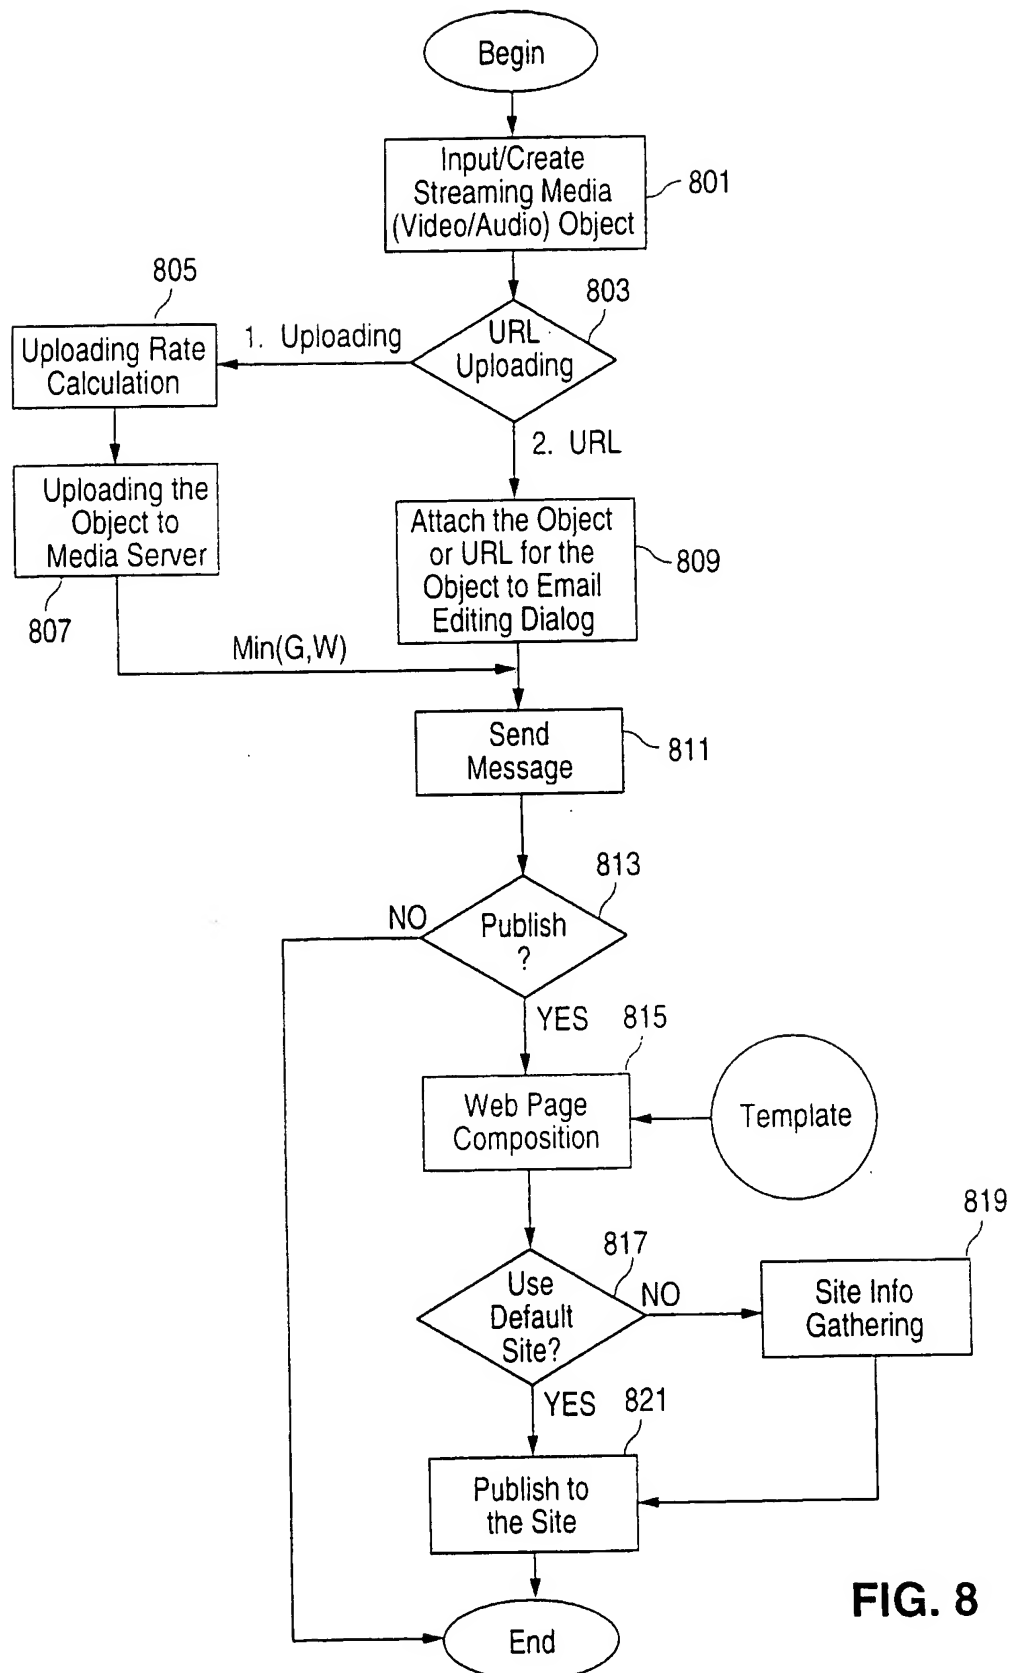 Begin
Input/Create
Streaming Media
(Video/Audio) Object
801
805
803
1. Uploading
URL
Uploading
Uploading Rate
Calculation
2. URL
Uploading the
Object to
Media Server
807
Attach the Object
or URL for the
Object to Email
Editing Dialog
809
Min(G,W)
Send
Message
811
813
NO
Publish
?
YES
815
Web Page
Composition
Template
817
819
Use
Default
Site?
NO
Site Info
Gathering
YES
821
Publish to
the Site
FIG. 8
End